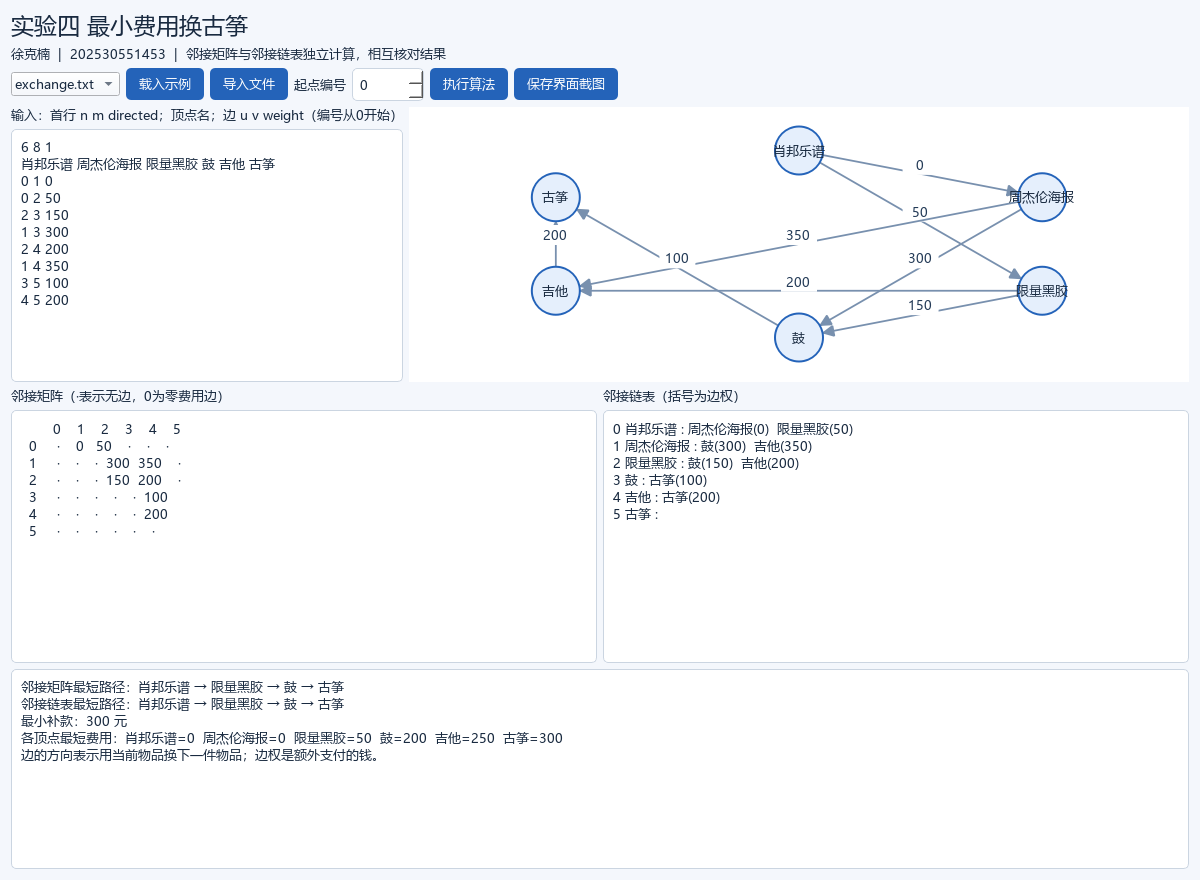 实验四 最小费用换古筝
徐克楠 | 202530551453 | 邻接矩阵与邻接链表独立计算，相互核对结果
exchange.txt 载入示例 导入文件 起点编号 0 执行算法 保存界面截图
输入：首行 n m directed；顶点名；边 u v weight（编号从0开始）
6 8 1
肖邦乐谱 周杰伦海报 限量黑胶 鼓 吉他 古筝
0 1 0
0 2 50
2 3 150
1 3 300
2 4 200
1 4 350
3 5 100
4 5 200
肖邦乐谱
0
古筝
周杰伦海报
50
200
350
100
300
200
吉他
限量黑胶
150
鼓
邻接矩阵（·表示无边，0为零费用边）
0 1 2 3 4 5
0 · 0 50 · · ·
1 · · · 300 350 ·
2 · · · 150 200 ·
3 · · · · · 100
4 · · · · · 200
5 · · · · · ·
邻接链表（括号为边权）
0 肖邦乐谱 : 周杰伦海报(0) 限量黑胶(50)
1 周杰伦海报 : 鼓(300) 吉他(350)
2 限量黑胶 : 鼓(150) 吉他(200)
3 鼓 : 古筝(100)
4 吉他 : 古筝(200)
5 古筝 :
邻接矩阵最短路径：肖邦乐谱 → 限量黑胶 → 鼓 → 古筝
邻接链表最短路径：肖邦乐谱 → 限量黑胶 → 鼓 → 古筝
最小补款：300 元
各顶点最短费用：肖邦乐谱=0 周杰伦海报=0 限量黑胶=50 鼓=200 吉他=250 古筝=300
边的方向表示用当前物品换下一件物品；边权是额外支付的钱。